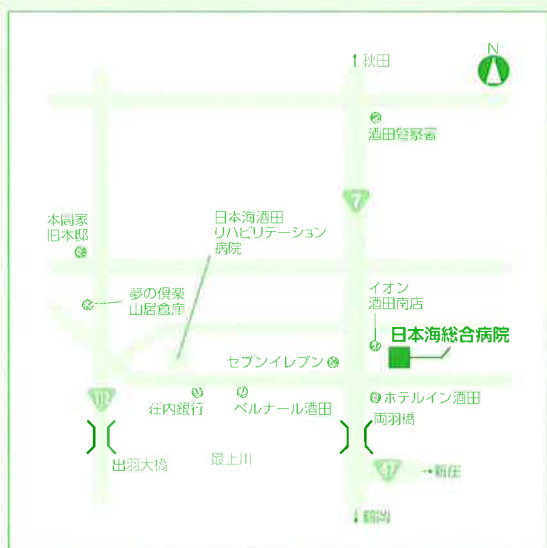 N
↑秋田
酒田警察署
7
本間家
旧本邸
日本海酒田
リハビリテーション
病院
夢の倶楽
山居倉庫
イオン
酒田南店
日本海総合病院
セブンイレブン
112
荘内銀行
ベルナール酒田
ホテルイン酒田
両羽橋
出羽大橋
最上川
47
→新庄
↓鶴岡